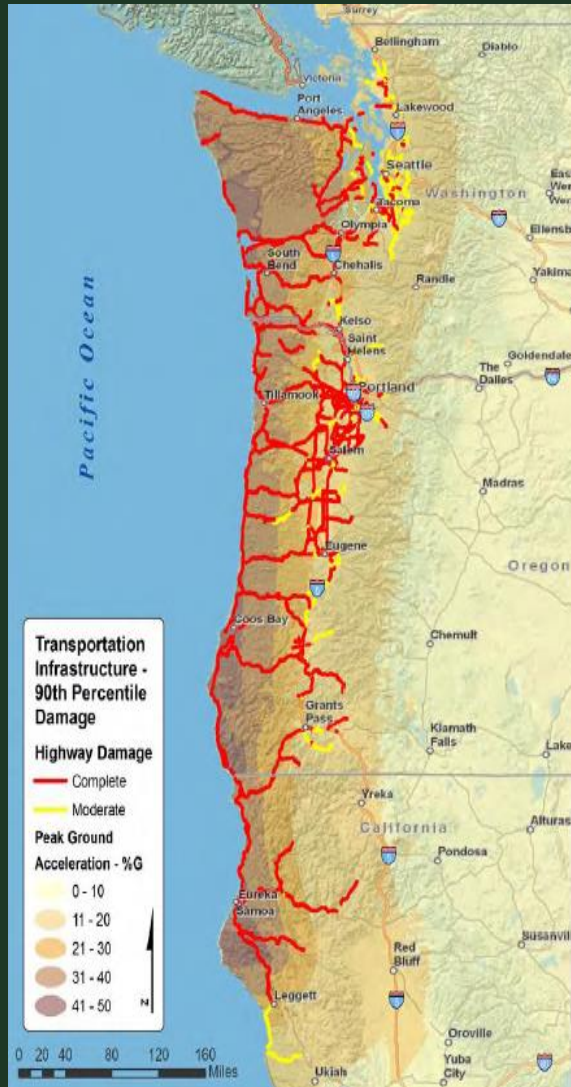 Surrey
Bellingham
Diablo
Victoria
Port
Angeles
Lakewood
Seattle
Washington
Tacoma
Olympia
Ellensb
South
Bend
Chehalis
Randle
Yakima
Pacific Ocean
Kelso
Saint
Helens
Goldendale
The
Dalles
Portland
Tillamook
Salem
Madras
Eugene
Oregon
Coos Bay
Chemult
Grants
Pass
Klamath
Falls
Lake
Yreka
California
Alturas
Pondosa
Eureka
Samoa
Susanvil
Red
Bluff
Leggett
Oroville
Yuba
City
Ukiah
Transportation
Infrastructure -
90th Percentile
Damage
Highway Damage
Complete
Moderate
Peak Ground
Acceleration - %G
0 - 10
11 - 20
21 - 30
31 - 40
41 - 50
N
0 20 40 80 120 160
Miles